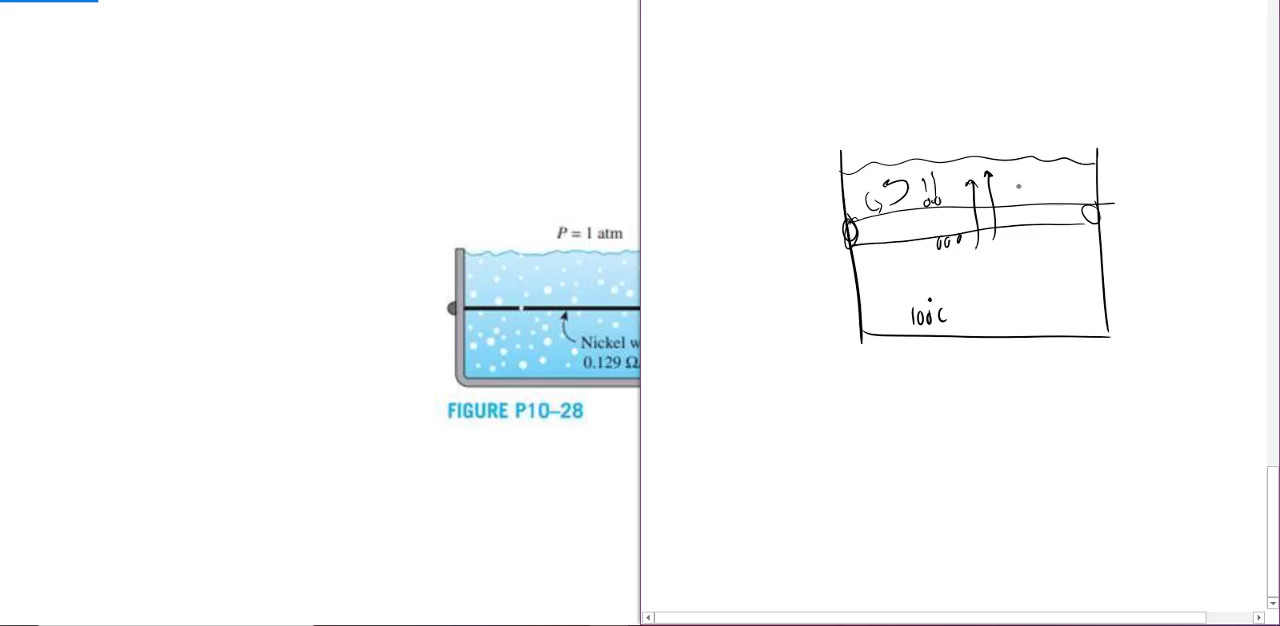 P = 1 atm
Nickel w
0.129 Ω
FIGURE P10–28
100°C